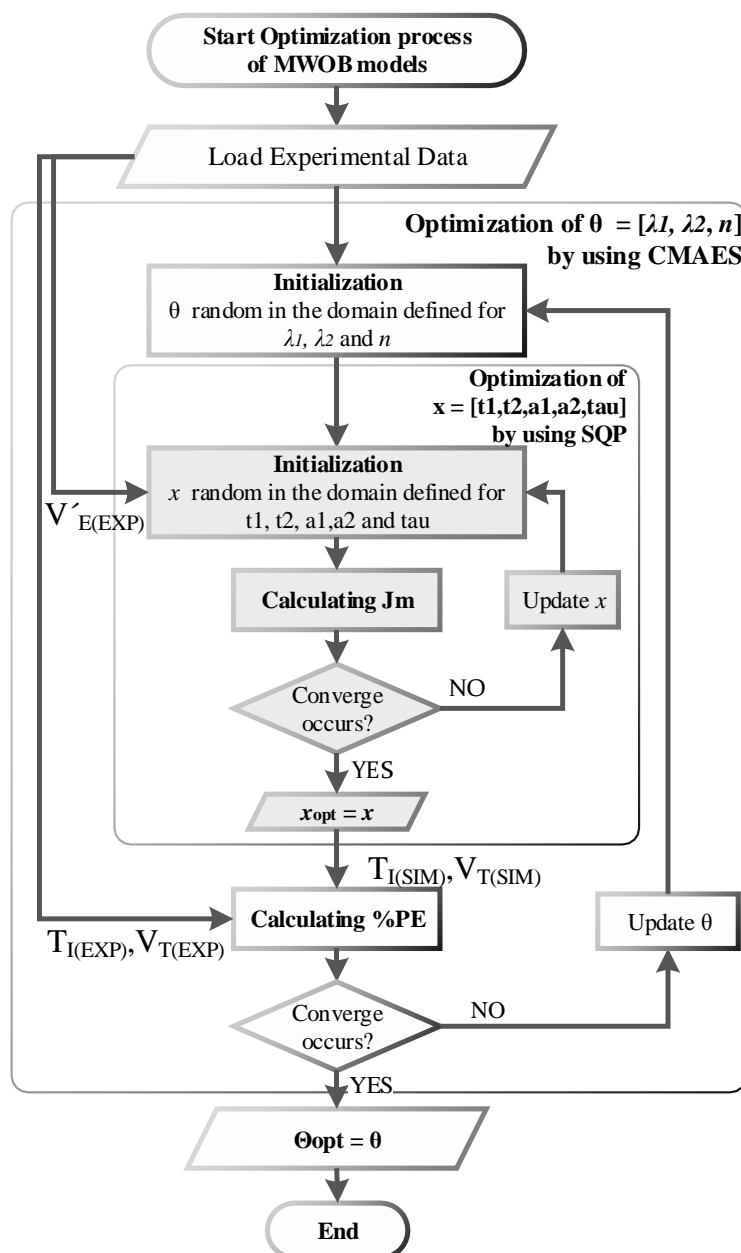 Start Optimization process
of MWOB models
Load Experimental Data
Optimization of θ = [λ1, λ2, n]
by using CMAES
Initialization
θ random in the domain defined for
λ1, λ2 and n
Optimization of
x = [t1,t2,a1,a2,tau]
by using SQP
Initialization
x random in the domain defined for
t1, t2, a1,a2 and tau
V´E(EXP)
Calculating Jm
Update x
Converge
occurs?
NO
YES
xopt = x
TI(SIM),VT(SIM)
Calculating %PE
Update θ
TI(EXP),VT(EXP)
Converge
occurs?
NO
YES
Θopt = θ
End